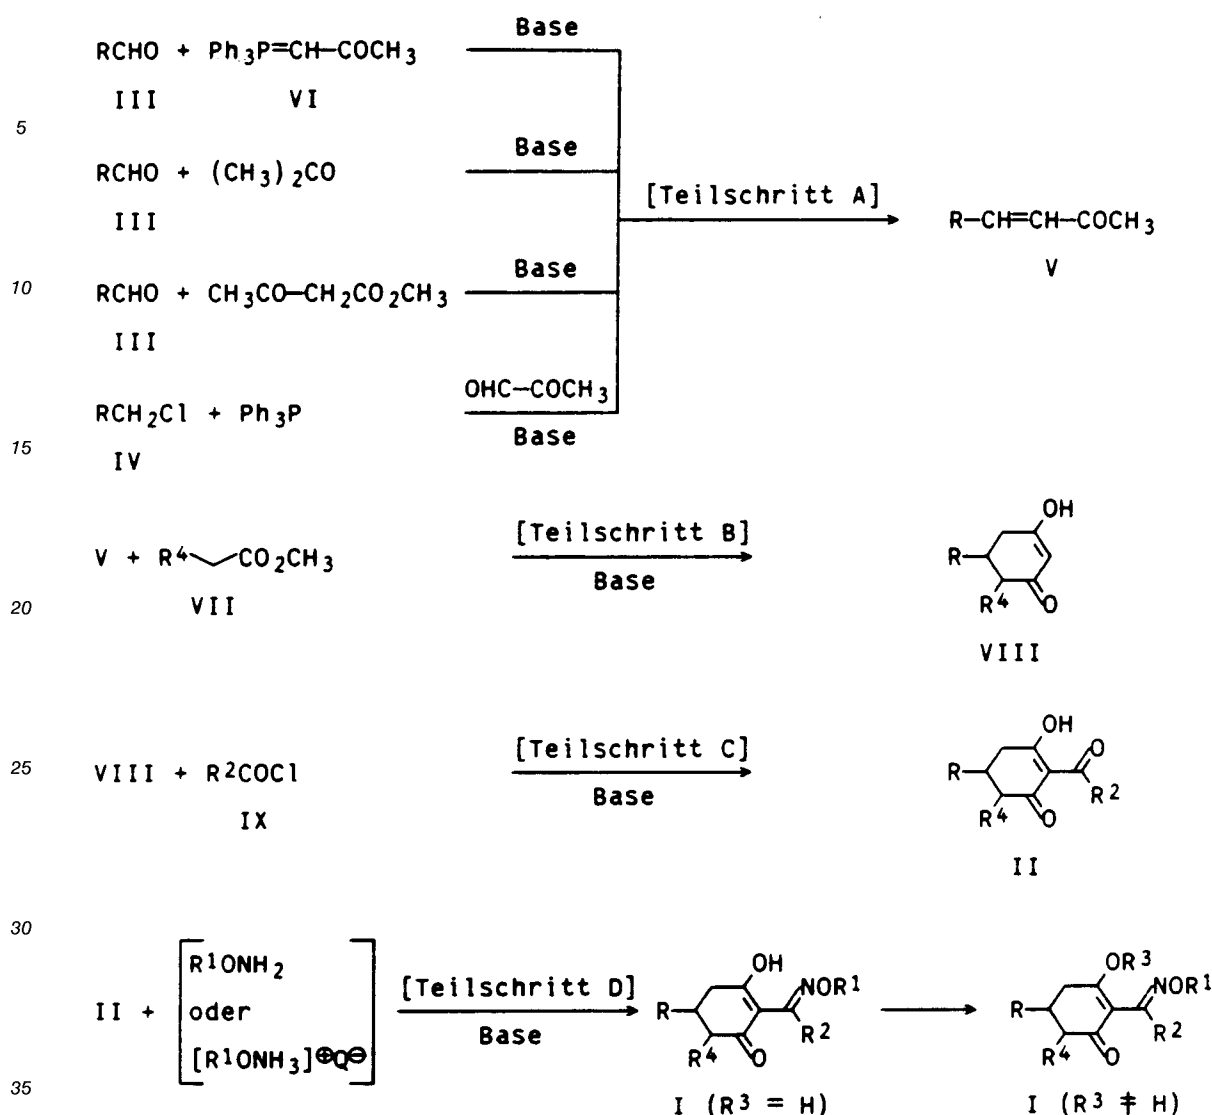 RCHO + Ph₃P=CH–COCH₃ Base
III VI
5
RCHO + (CH₃)₂CO Base
III
[Teilschritt A]
R–CH=CH–COCH₃
V
10
RCHO + CH₃CO–CH₂CO₂CH₃ Base
III
RCH₂Cl + Ph₃P OHC–COCH₃
Base
15
IV
V + R⁴ CO₂CH₃ [Teilschritt B]
Base
VII
OH
R
R⁴ O
20
VIII
25
VIII + R²COCl [Teilschritt C]
Base
IX
OH O
R
R²
R⁴ O
II
30
II + [R¹ONH₂
oder
[R¹ONH₃]⊕Q⊖]
[Teilschritt D]
Base
OH NOR¹
R
R²
R⁴ O
I (R³ = H)
OR³ NOR¹
R
R²
R⁴ O
35
I (R³ ≠ H)